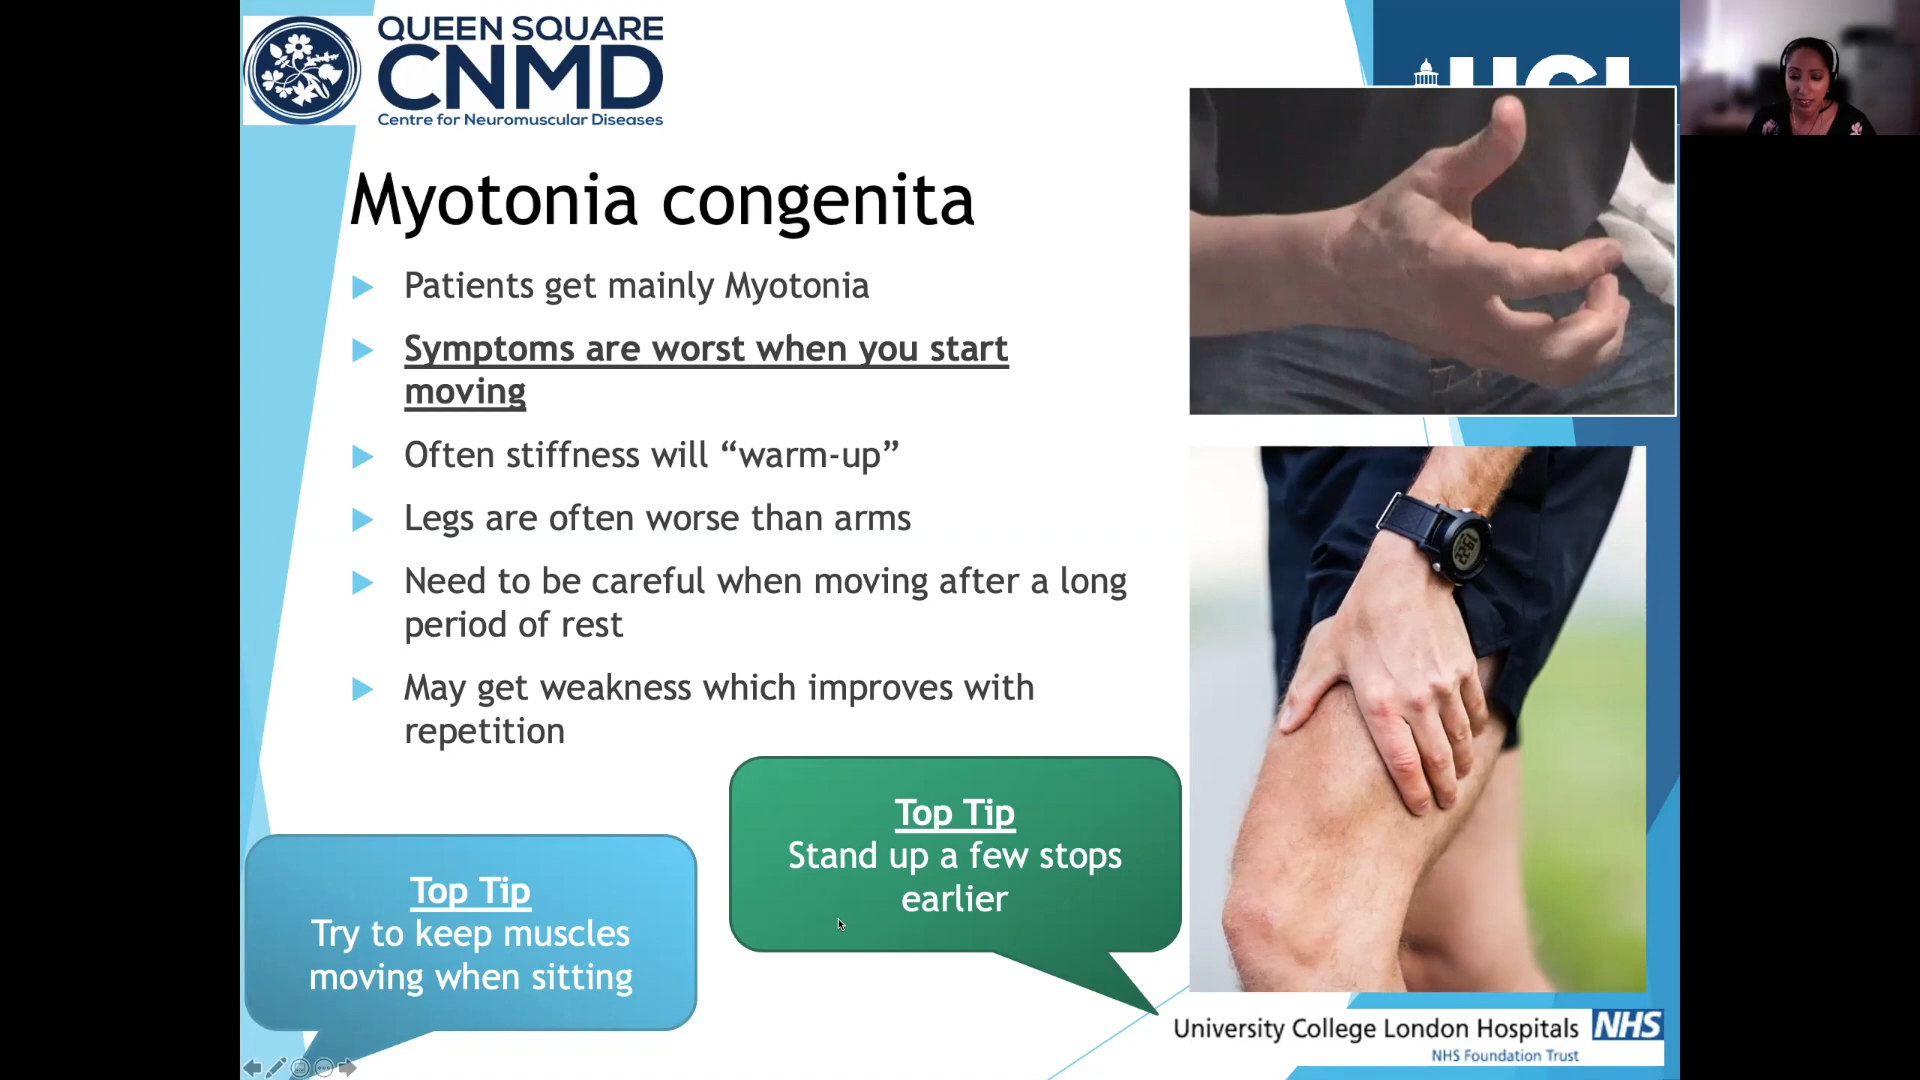 QUEEN SQUARE
CNMD
Centre for Neuromuscular Diseases
UCL
Myotonia congenita
Patients get mainly Myotonia
Symptoms are worst when you start
moving
Often stiffness will “warm-up”
Legs are often worse than arms
Need to be careful when moving after a long
period of rest
May get weakness which improves with
repetition
Top Tip
Stand up a few stops
earlier
Top Tip
Try to keep muscles
moving when sitting
University College London Hospitals
NHS
NHS Foundation Trust